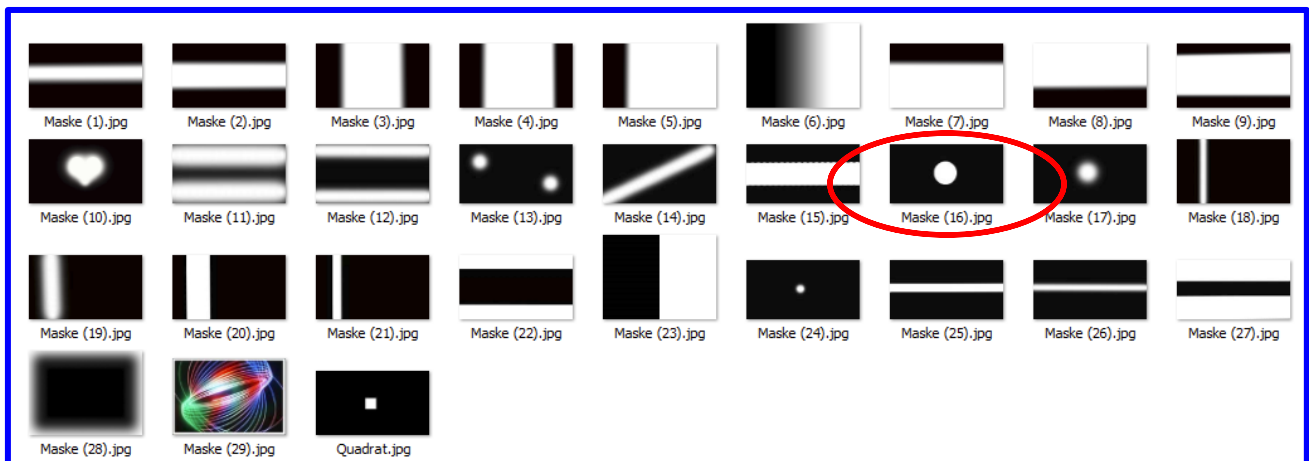 Maske (1).jpg Maske (2).jpg Maske (3).jpg Maske (4).jpg Maske (5).jpg Maske (6).jpg Maske (7).jpg Maske (8).jpg Maske (9).jpg
Maske (10).jpg Maske (11).jpg Maske (12).jpg Maske (13).jpg Maske (14).jpg Maske (15).jpg Maske (16).jpg Maske (17).jpg Maske (18).jpg
Maske (19).jpg Maske (20).jpg Maske (21).jpg Maske (22).jpg Maske (23).jpg Maske (24).jpg Maske (25).jpg Maske (26).jpg Maske (27).jpg
Maske (28).jpg Maske (29).jpg Quadrat.jpg